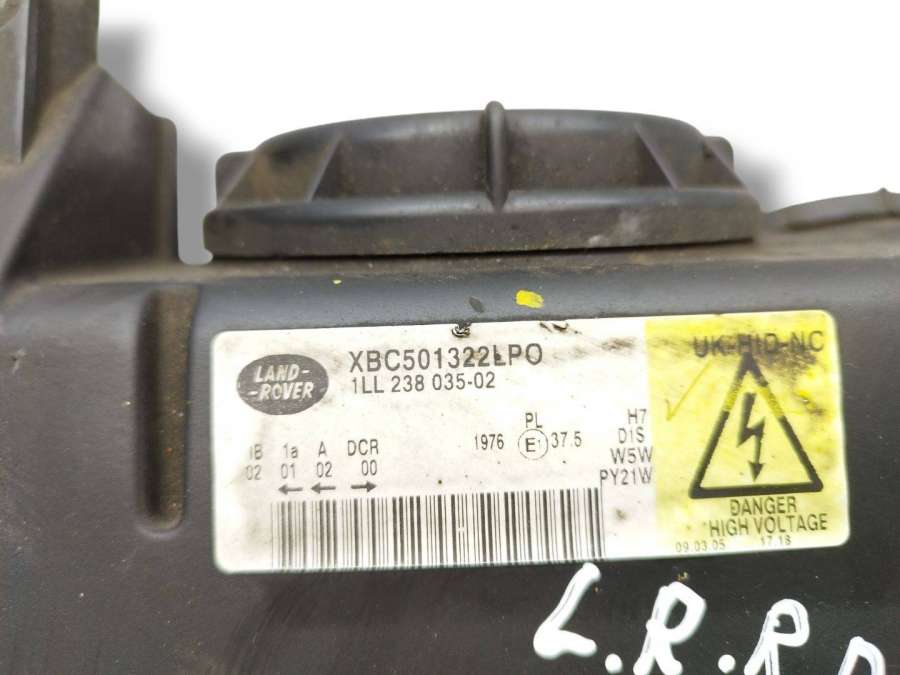 LAND-
-ROVER
XBC501322LPO
1LL 238 035-02
1a A DCR
02 01 02 00
1976
PL
E1 37.5
H7
D1S
W5W
PY21W
UK-HID-NC
DANGER
HIGH VOLTAGE
09 03 05 17 18
L.R.R